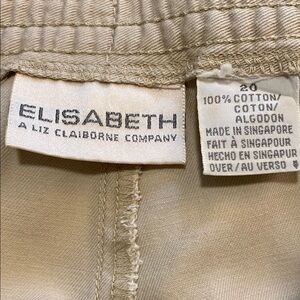 ELISABETH
A LIZ CLAIBORNE COMPANY
20
100% COTTON/
COTON/
ALGODON
MADE IN SINGAPORE
FAIT À SINGAPOUR
HECHO EN SINGAPUR
OVER/AU VERSO